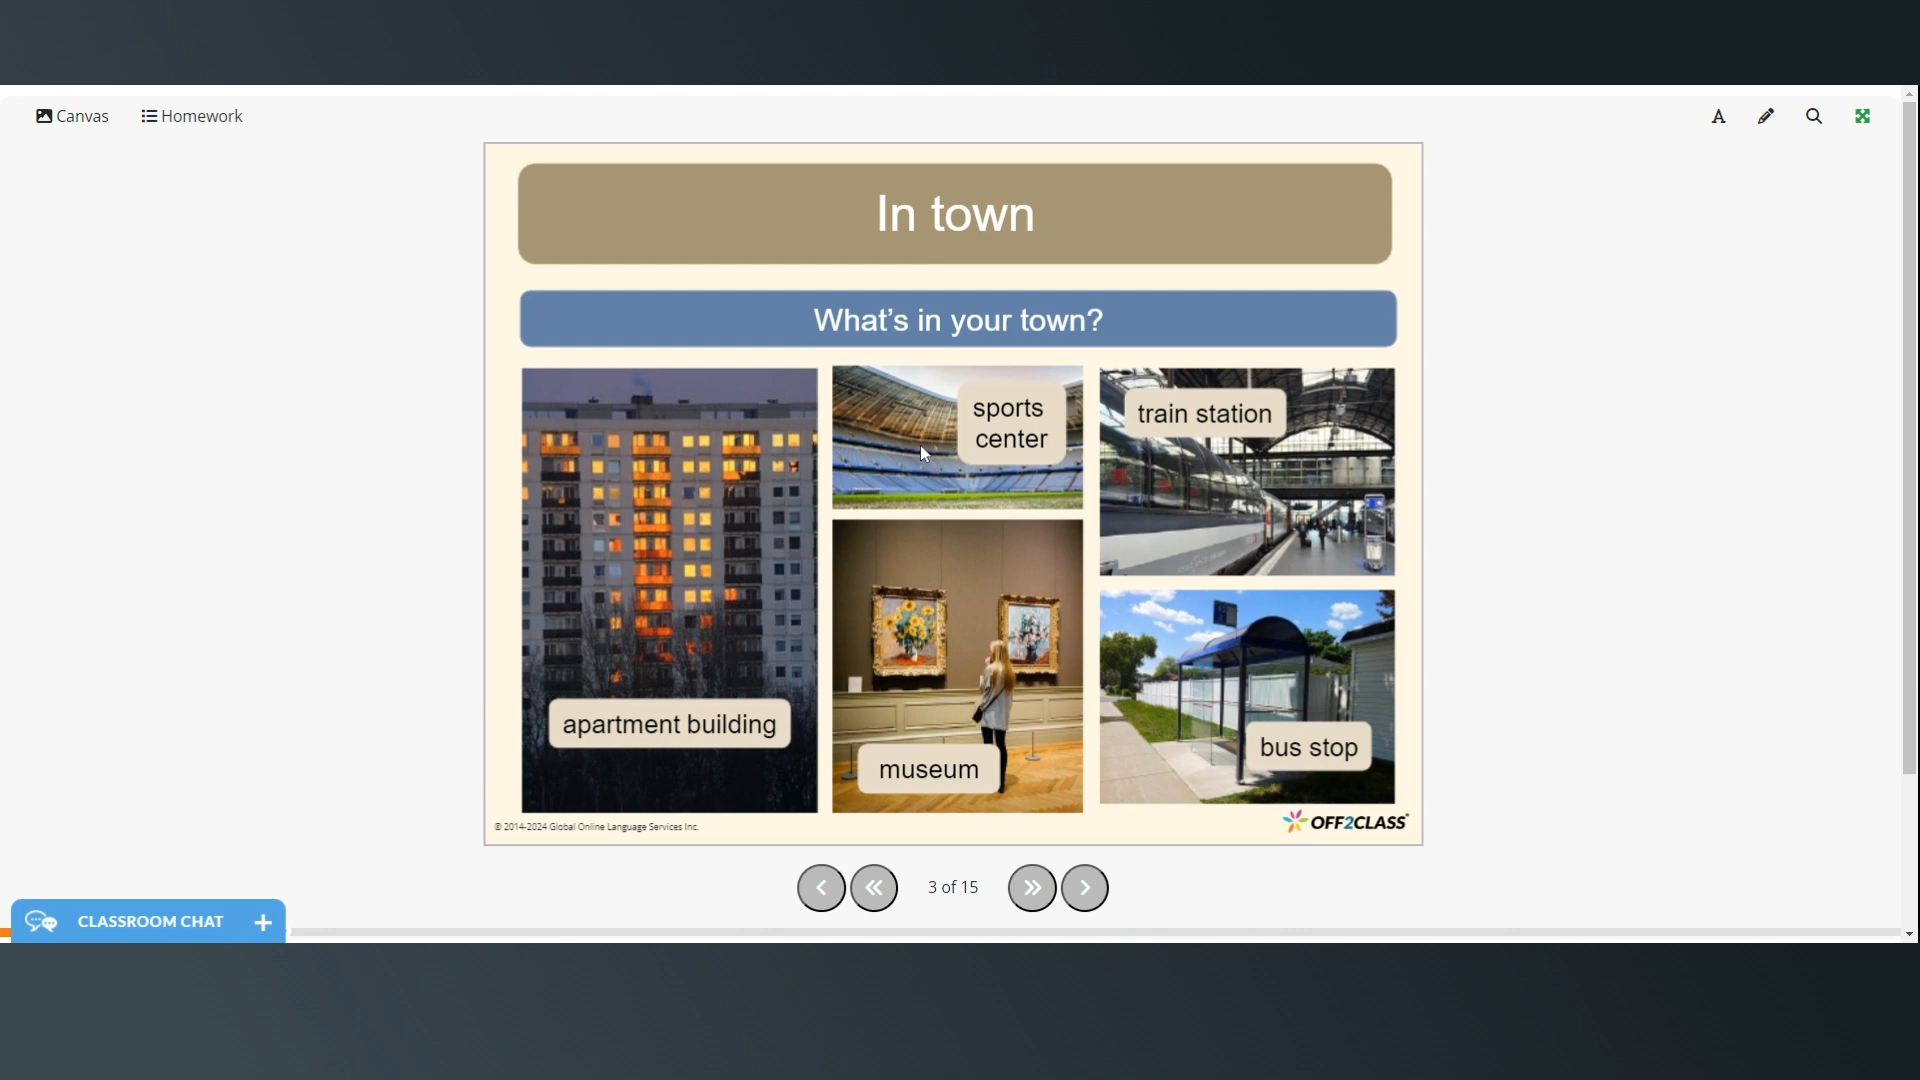 Canvas
Homework
In town
What's in your town?
sports
center
train station
apartment building
museum
bus stop
© 2014-2024 Global Online Language Services Inc.
OFF2CLASS
3 of 15
CLASSROOM CHAT